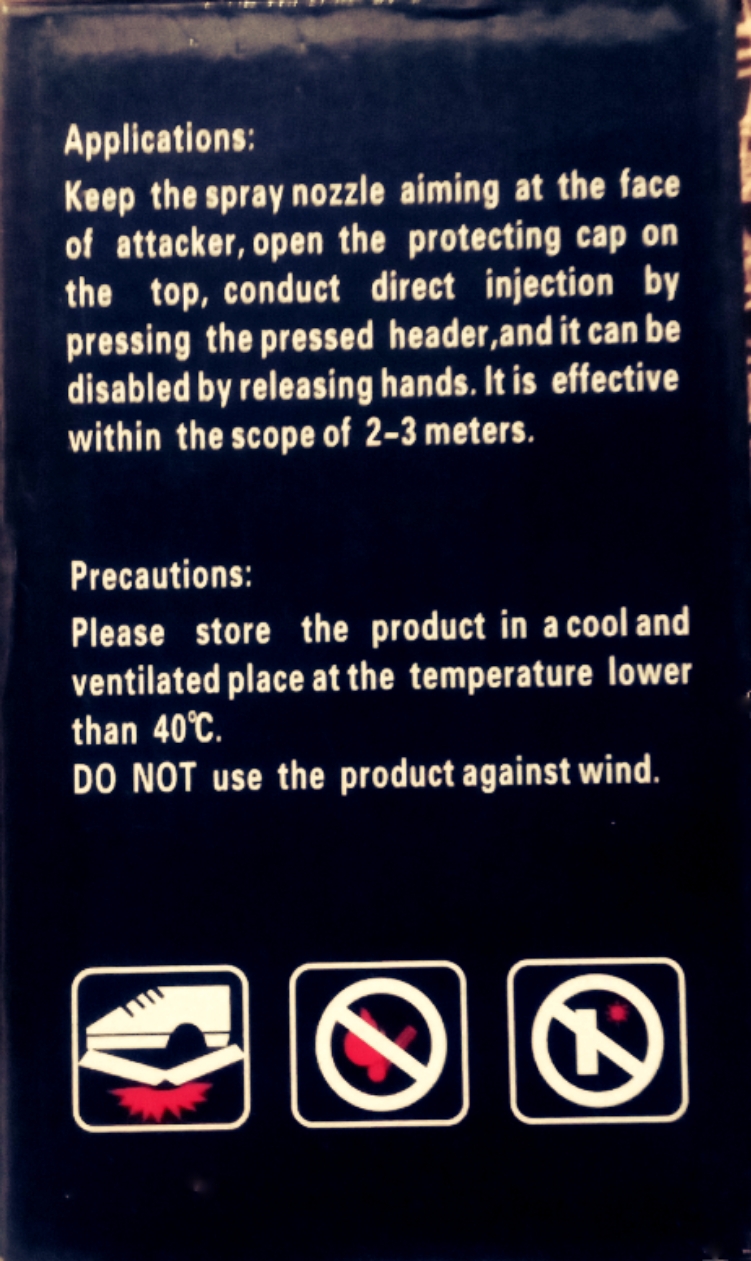 Applications:
Keep the spray nozzle aiming at the face
of attacker, open the protecting cap on
the top, conduct direct injection by
pressing the pressed header,and it can be
disabled by releasing hands. It is effective
within the scope of 2-3 meters.
Precautions:
Please store the product in a cool and
ventilated place at the temperature lower
than 40℃.
DO NOT use the product against wind.